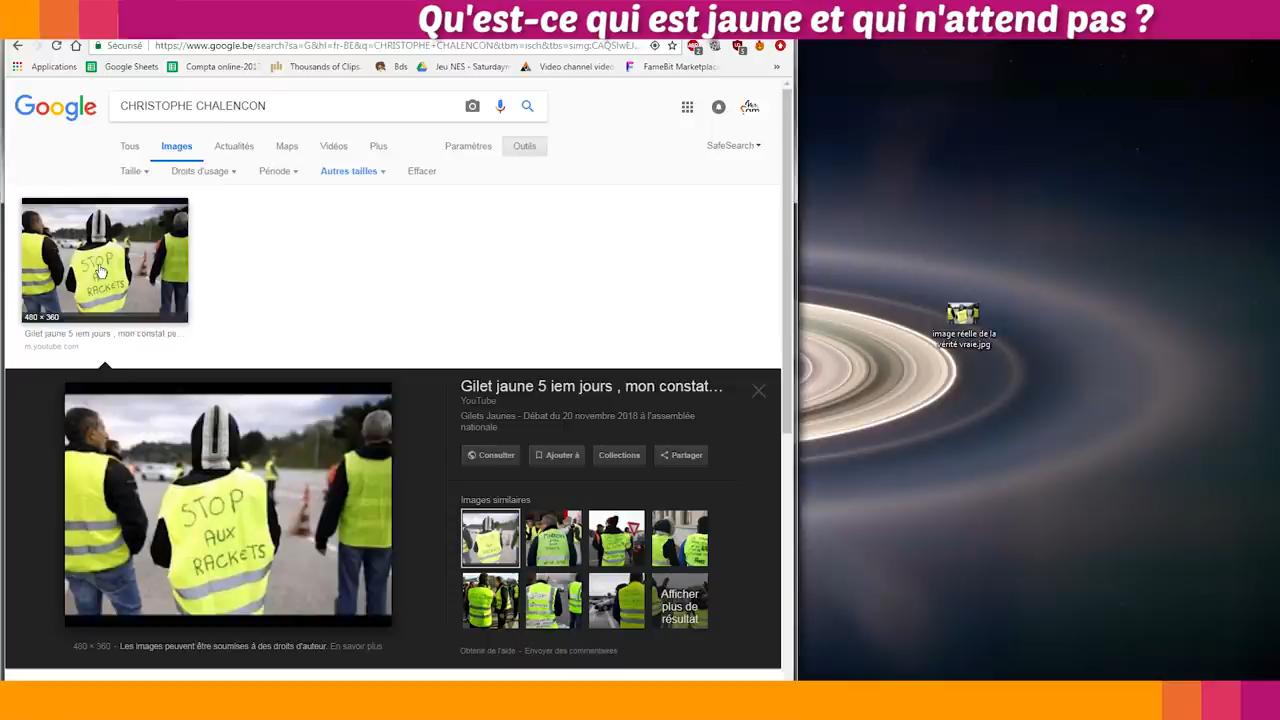 Qu'est-ce qui est jaune et qui n'attend pas ?
Sécurisé
https://www.google.be/search?sa=G&hl=fr-BE&q=CHRISTOPHE+CHALENCON&tbm=isch&tbs=simg:CAQSlwEJ...
Applications
Google Sheets
Compta online-201
Thousands of Clips
Bds
Jeu NES - Saturday
Video channel video
FameBit Marketplac
»
Google
CHRISTOPHE CHALENCON
Tous
Images
Actualités
Maps
Vidéos
Plus
Paramètres
Outils
SafeSearch
Taille
Droits d'usage
Période
Autres tailles
Effacer
STOP
AUX
RACKETS
480 × 360
Gilet jaune 5 iem jours , mon constat pe...
m.youtube.com
STOP
AUX
RACKETS
Gilet jaune 5 iem jours , mon constat…
YouTube
Gilets Jaunes - Débat du 20 novembre 2018 à l'assemblée
nationale
Consulter
Ajouter à
Collections
Partager
Images similaires
Afficher
plus de
résultat
480 × 360 - Les images peuvent être soumises à des droits d'auteur. En savoir plus
Obtenir de l'aide - Envoyer des commentaires
image réelle de la
vérité vraie.jpg